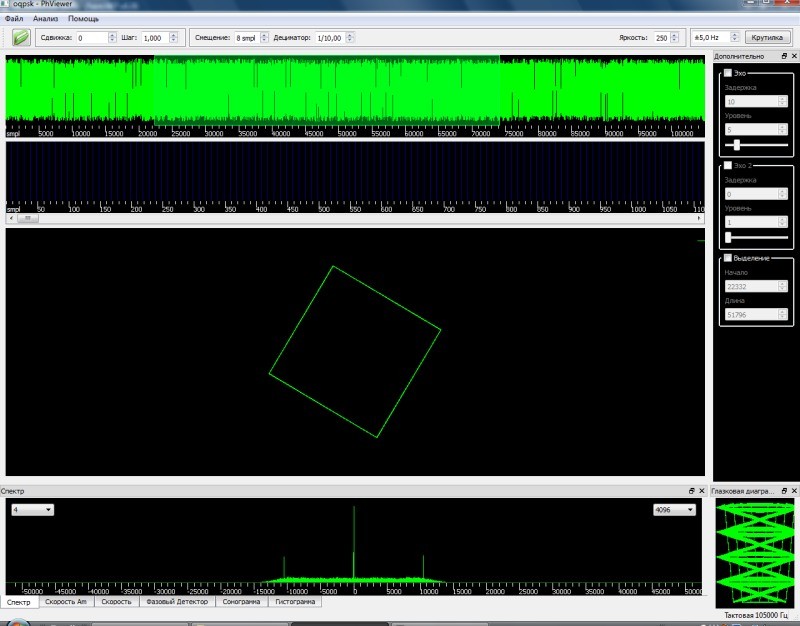 oqpsk - PhViewer
Файл Анализ Помощь
Сдвижка: 0 Шаг: 1,000 Смещение: 8 smpl Дециматор: 1/10,00 Яркость: 250 ±5,0 Hz Крутилка
Дополнительно
Эхо
Задержка
10
Уровень
5
smpl 5000 10000 15000 20000 25000 30000 35000 40000 45000 50000 55000 60000 65000 70000 75000 80000 85000 90000 95000 100000
Эхо 2
Задержка
0
Уровень
1
smpl 50 100 150 200 250 300 350 400 450 500 550 600 650 700 750 800 850 900 950 1000 1050 110
Выделение
Начало
22332
Длина
51796
Спектр
Глазковая диагра...
4
4096
-50000 -45000 -40000 -35000 -30000 -25000 -20000 -15000 -10000 -5000 0 5000 10000 15000 20000 25000 30000 35000 40000 45000 50000
Спектр Скорость Am Скорость Фазовый Детектор Сонограмма Гистограмма
Тактовая 105000 Гц